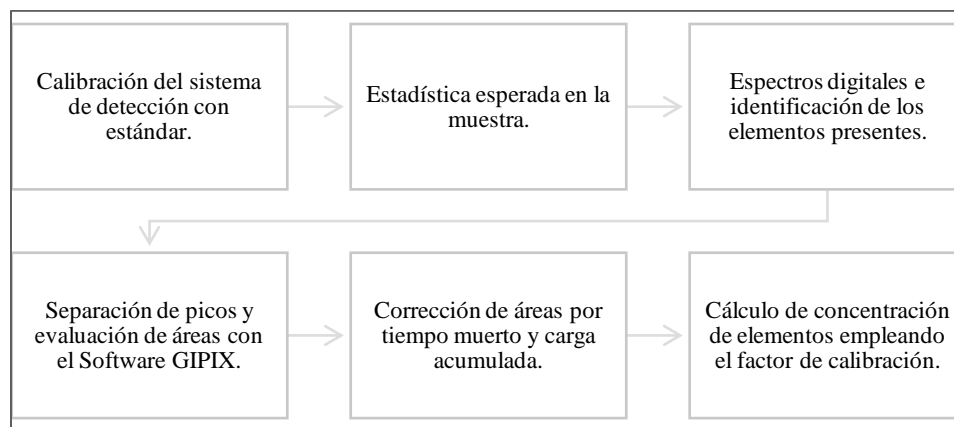 Calibración del sistema
de detección con
estándar.
Estadística esperada en la
muestra.
Espectros digitales e
identificación de los
elementos presentes.
Separación de picos y
evaluación de áreas con
el Software GIPIX.
Corrección de áreas por
tiempo muerto y carga
acumulada.
Cálculo de concentración
de elementos empleando
el factor de calibración.